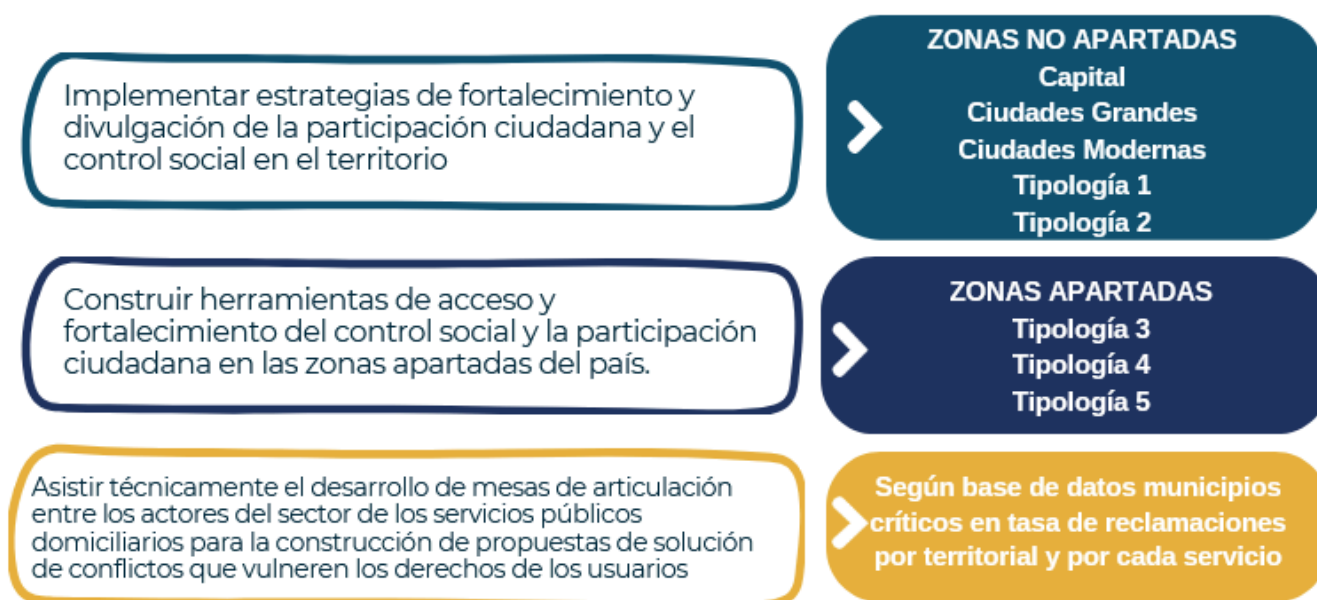 Implementar estrategias de fortalecimiento y
divulgación de la participación ciudadana y el
control social en el territorio
ZONAS NO APARTADAS
Capital
Ciudades Grandes
Ciudades Modernas
Tipología 1
Tipología 2
Construir herramientas de acceso y
fortalecimiento del control social y la participación
ciudadana en las zonas apartadas del país.
ZONAS APARTADAS
Tipología 3
Tipología 4
Tipología 5
Asistir técnicamente el desarrollo de mesas de articulación
entre los actores del sector de los servicios públicos
domiciliarios para la construcción de propuestas de solución
de conflictos que vulneren los derechos de los usuarios
Según base de datos municipios
críticos en tasa de reclamaciones
por territorial y por cada servicio